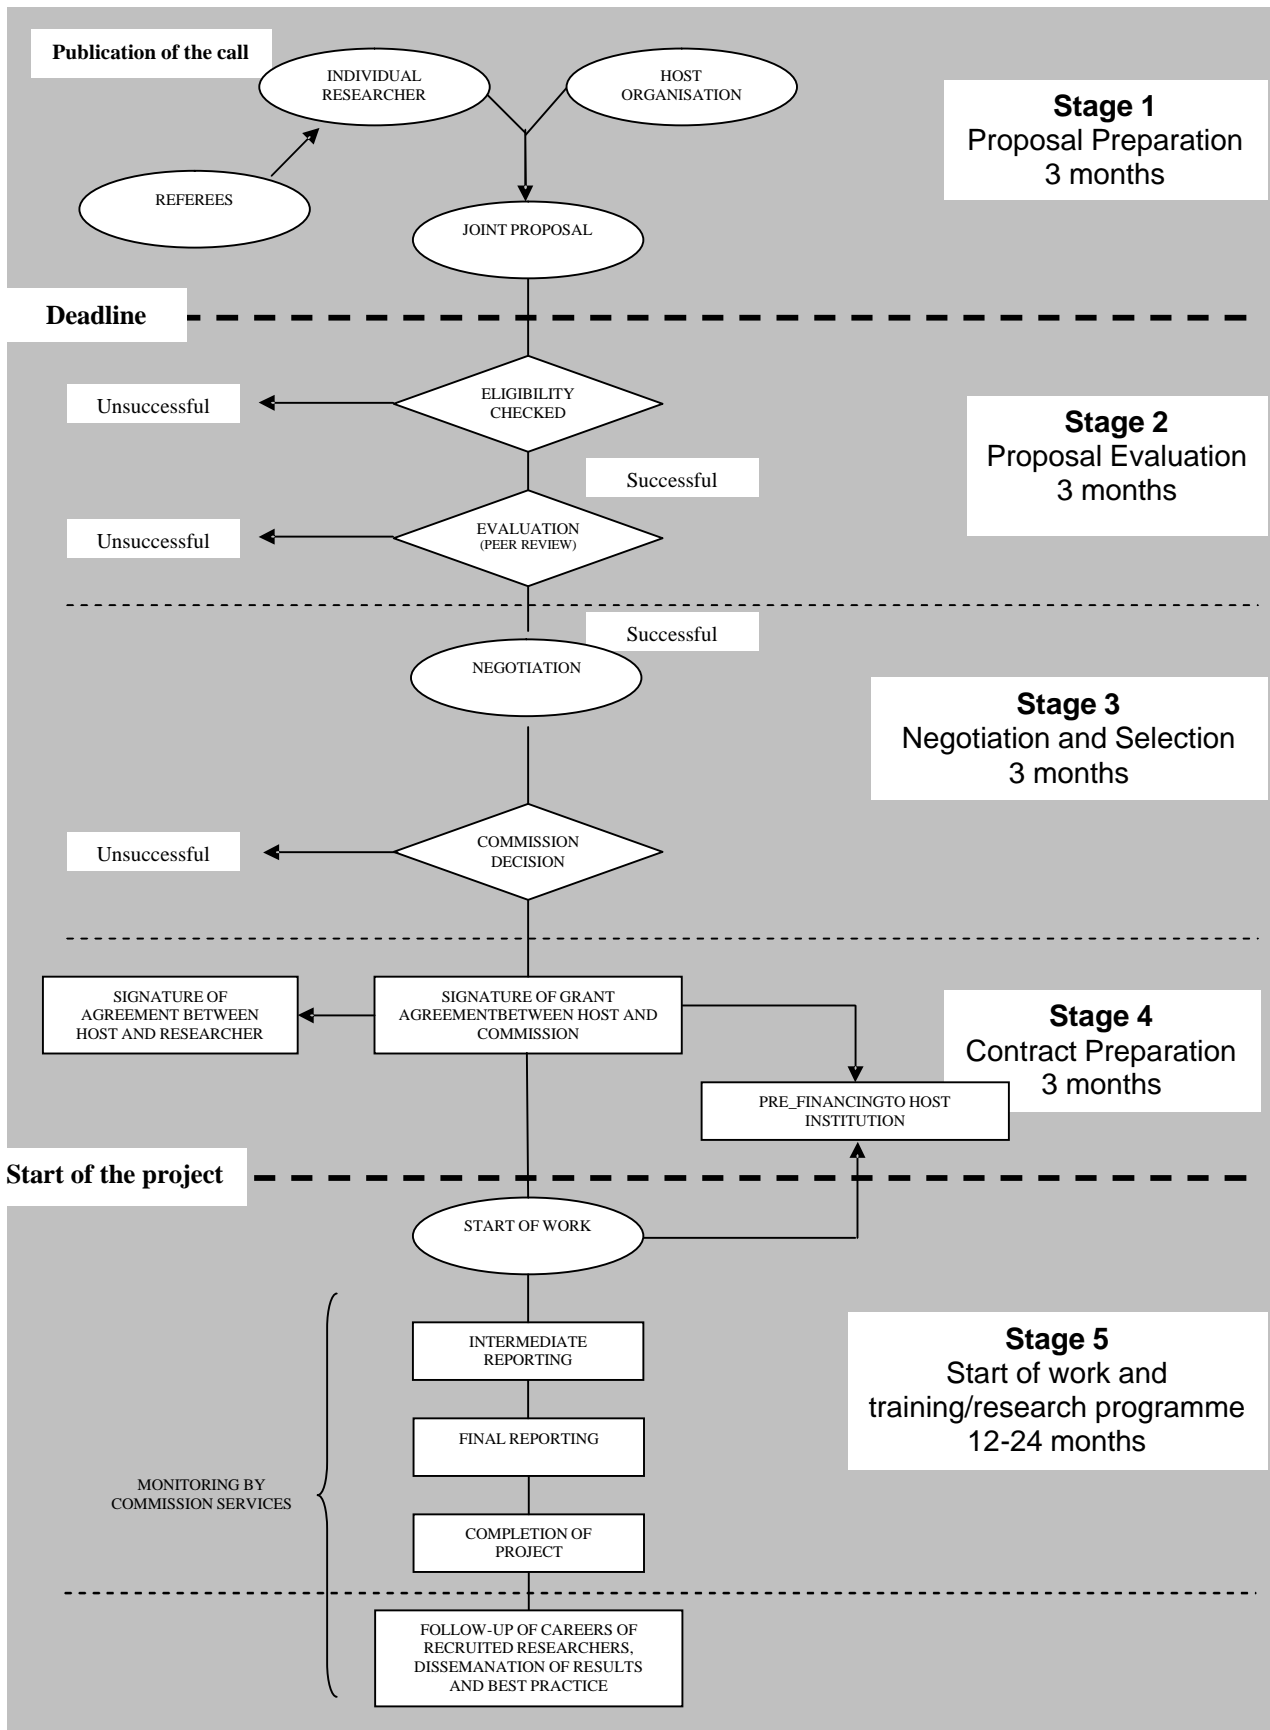 Publication of the call
INDIVIDUAL
RESEARCHER
HOST
ORGANISATION
Stage 1
Proposal Preparation
3 months
REFEREES
JOINT PROPOSAL
Deadline
Unsuccessful
ELIGIBILITY
CHECKED
Stage 2
Proposal Evaluation
3 months
Successful
Unsuccessful
EVALUATION
(PEER REVIEW)
Successful
NEGOTIATION
Stage 3
Negotiation and Selection
3 months
Unsuccessful
COMMISSION
DECISION
SIGNATURE OF
AGREEMENT BETWEEN
HOST AND RESEARCHER
SIGNATURE OF GRANT
AGREEMENTBETWEEN HOST AND
COMMISSION
Stage 4
Contract Preparation
3 months
PRE_FINANCINGTO HOST
INSTITUTION
Start of the project
START OF WORK
INTERMEDIATE
REPORTING
Stage 5
Start of work and
training/research programme
12-24 months
FINAL REPORTING
MONITORING BY
COMMISSION SERVICES
COMPLETION OF
PROJECT
FOLLOW-UP OF CAREERS OF
RECRUITED RESEARCHERS,
DISSEMANATION OF RESULTS
AND BEST PRACTICE